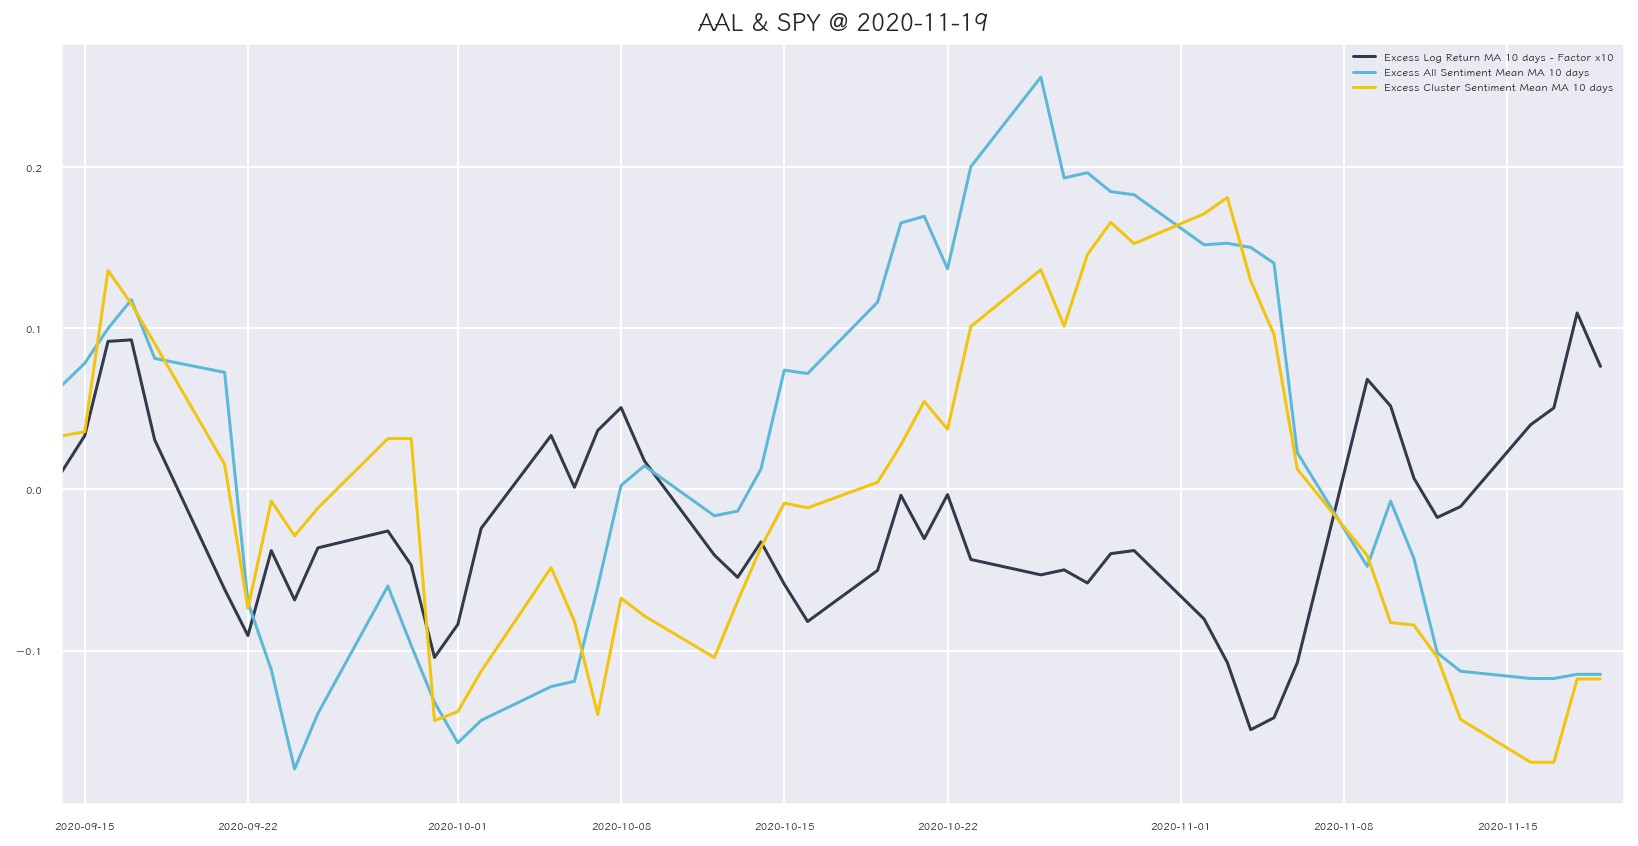 AAL & SPY @ 2020-11-19
Excess Log Return MA 10 days - Factor x10
Excess All Sentiment Mean MA 10 days
Excess Cluster Sentiment Mean MA 10 days
0.2
0.1
0.0
−0.1
2020-09-15 2020-09-22 2020-10-01 2020-10-08 2020-10-15 2020-10-22 2020-11-01 2020-11-08 2020-11-15